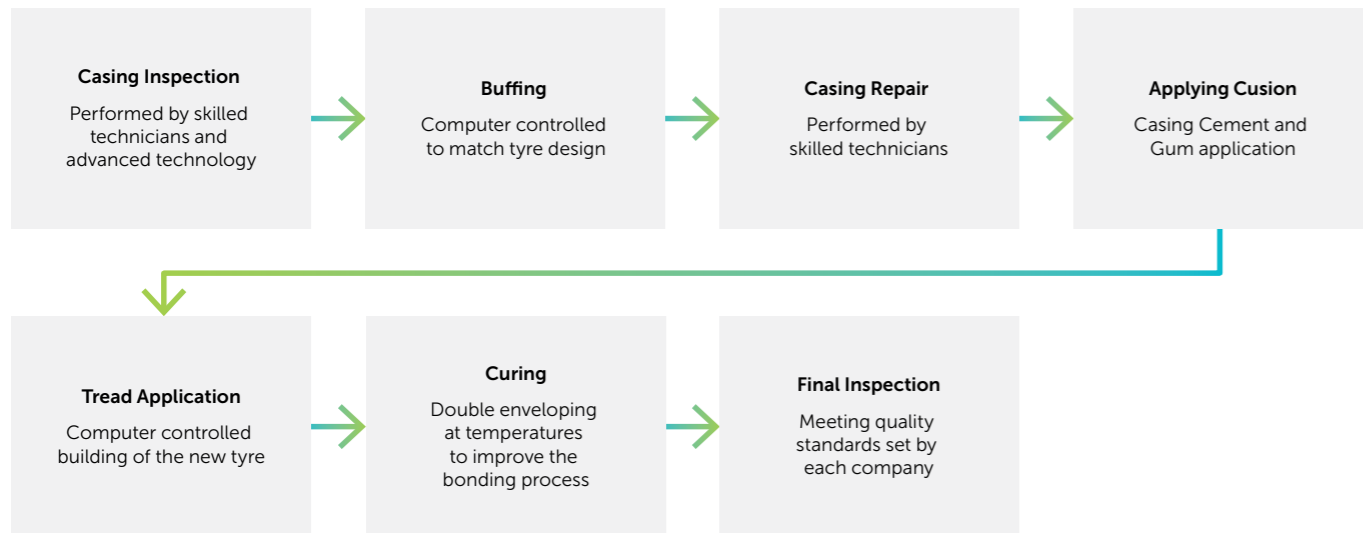 Casing Inspection
Performed by skilled
technicians and
advanced technology
Buffing
Computer controlled
to match tyre design
Casing Repair
Performed by
skilled technicians
Applying Cusion
Casing Cement and
Gum application
Tread Application
Computer controlled
building of the new tyre
Curing
Double enveloping
at temperatures
to improve the
bonding process
Final Inspection
Meeting quality
standards set by
each company